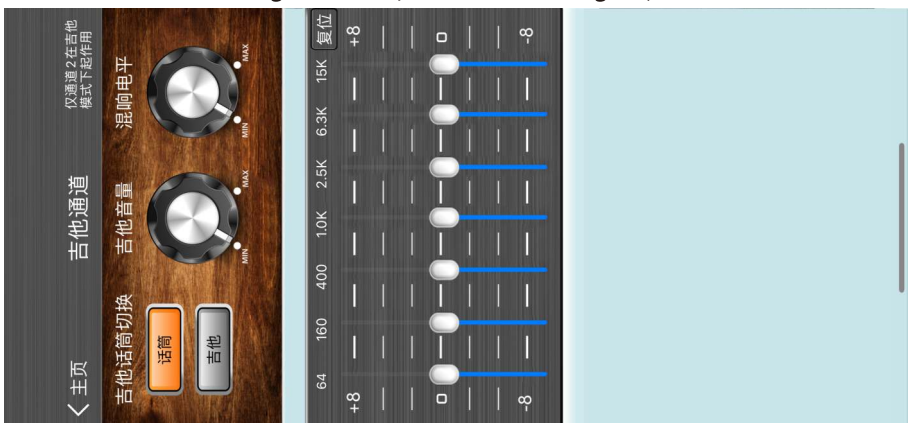 主页
吉他通道
仅通道2在吉他
模式下起作用
吉他话筒切换
吉他音量
混响电平
话筒
吉他
MIN
MAX
MIN
MAX
64 160 400 1.0K 2.5K 6.3K 15K 复位
+8 +8
0 0
-8 -8